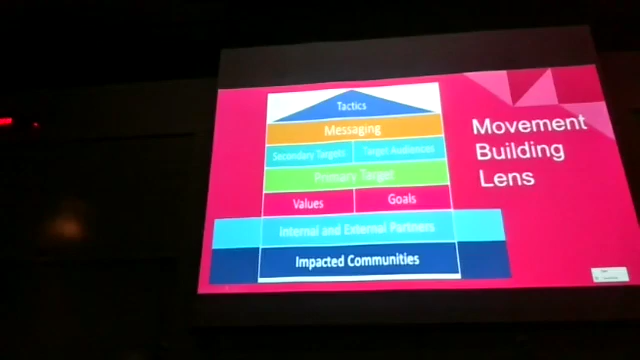 Tactics
Messaging
Secondary Targets
Target Audiences
Primary Target
Values
Goals
Internal and External Partners
Impacted Communities
Movement
Building
Lens